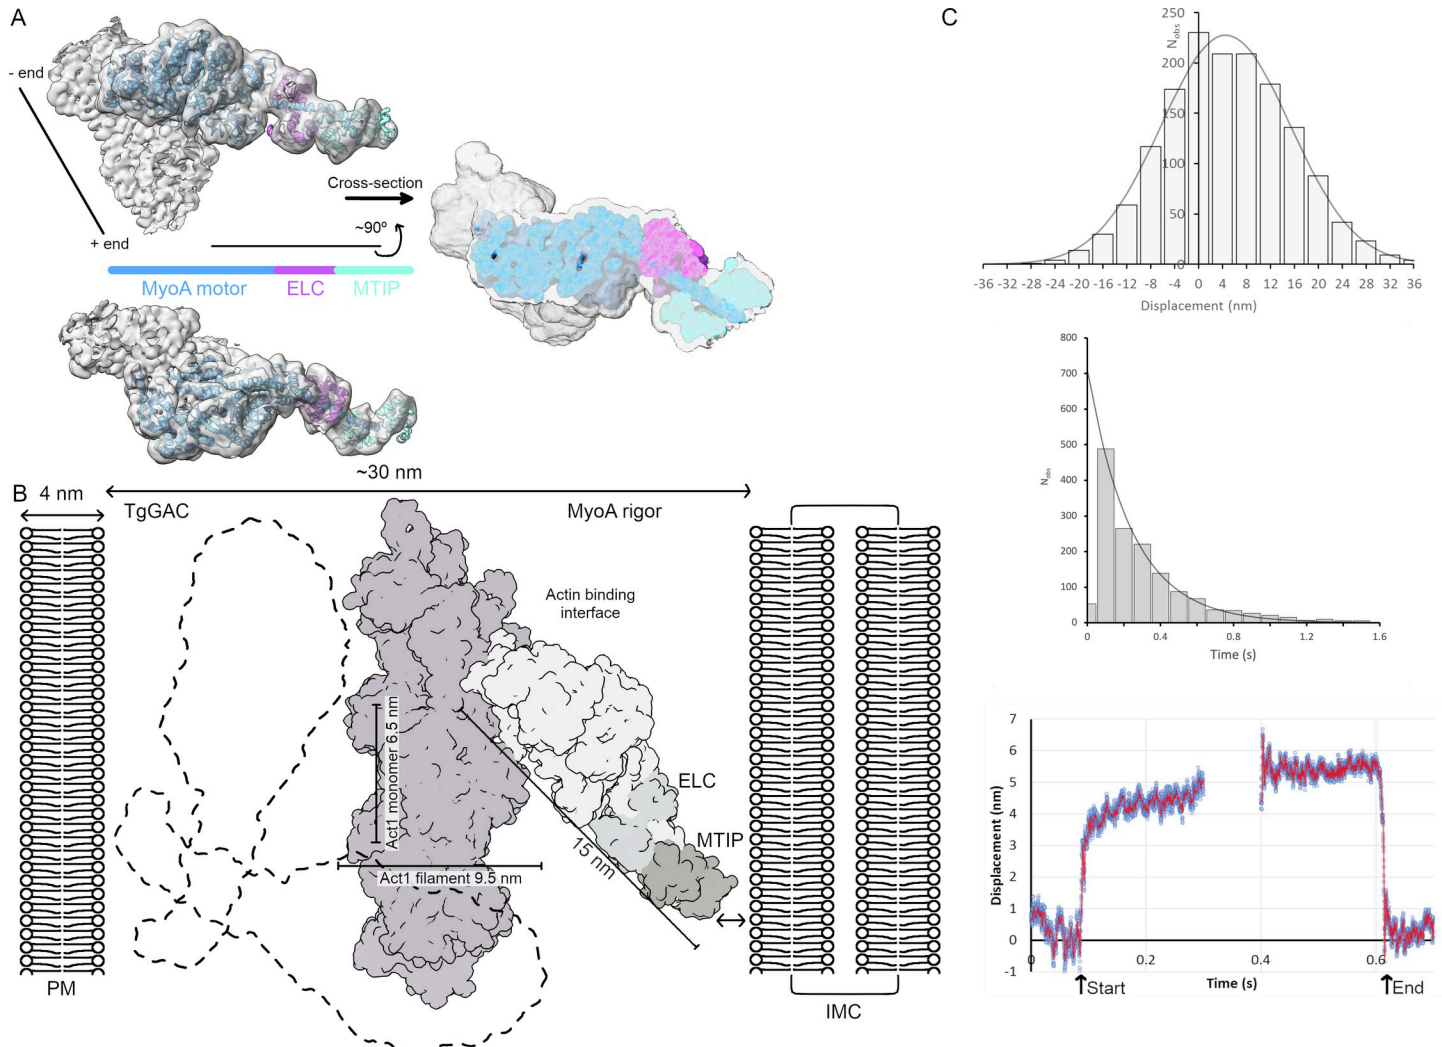 A
- end
+ end
Cross-section
~90º
MyoA motor
ELC
MTIP
B
~30 nm
4 nm
TgGAC
MyoA rigor
Actin binding
interface
Act1 monomer 6.5 nm
Act1 filament 9.5 nm
15 nm
ELC
MTIP
PM
IMC
C
N_obs
250
200
150
100
50
0
-36 -32 -28 -24 -20 -16 -12 -8 -4 0 4 8 12 16 20 24 28 32 36
Displacement (nm)
N_obs
800
700
600
500
400
300
200
100
0
0 0.4 0.8 1.2 1.6
Time (s)
Displacement (nm)
7
6
5
4
3
2
1
0
-1
0 0.2 0.4 0.6
Start
Time (s)
End